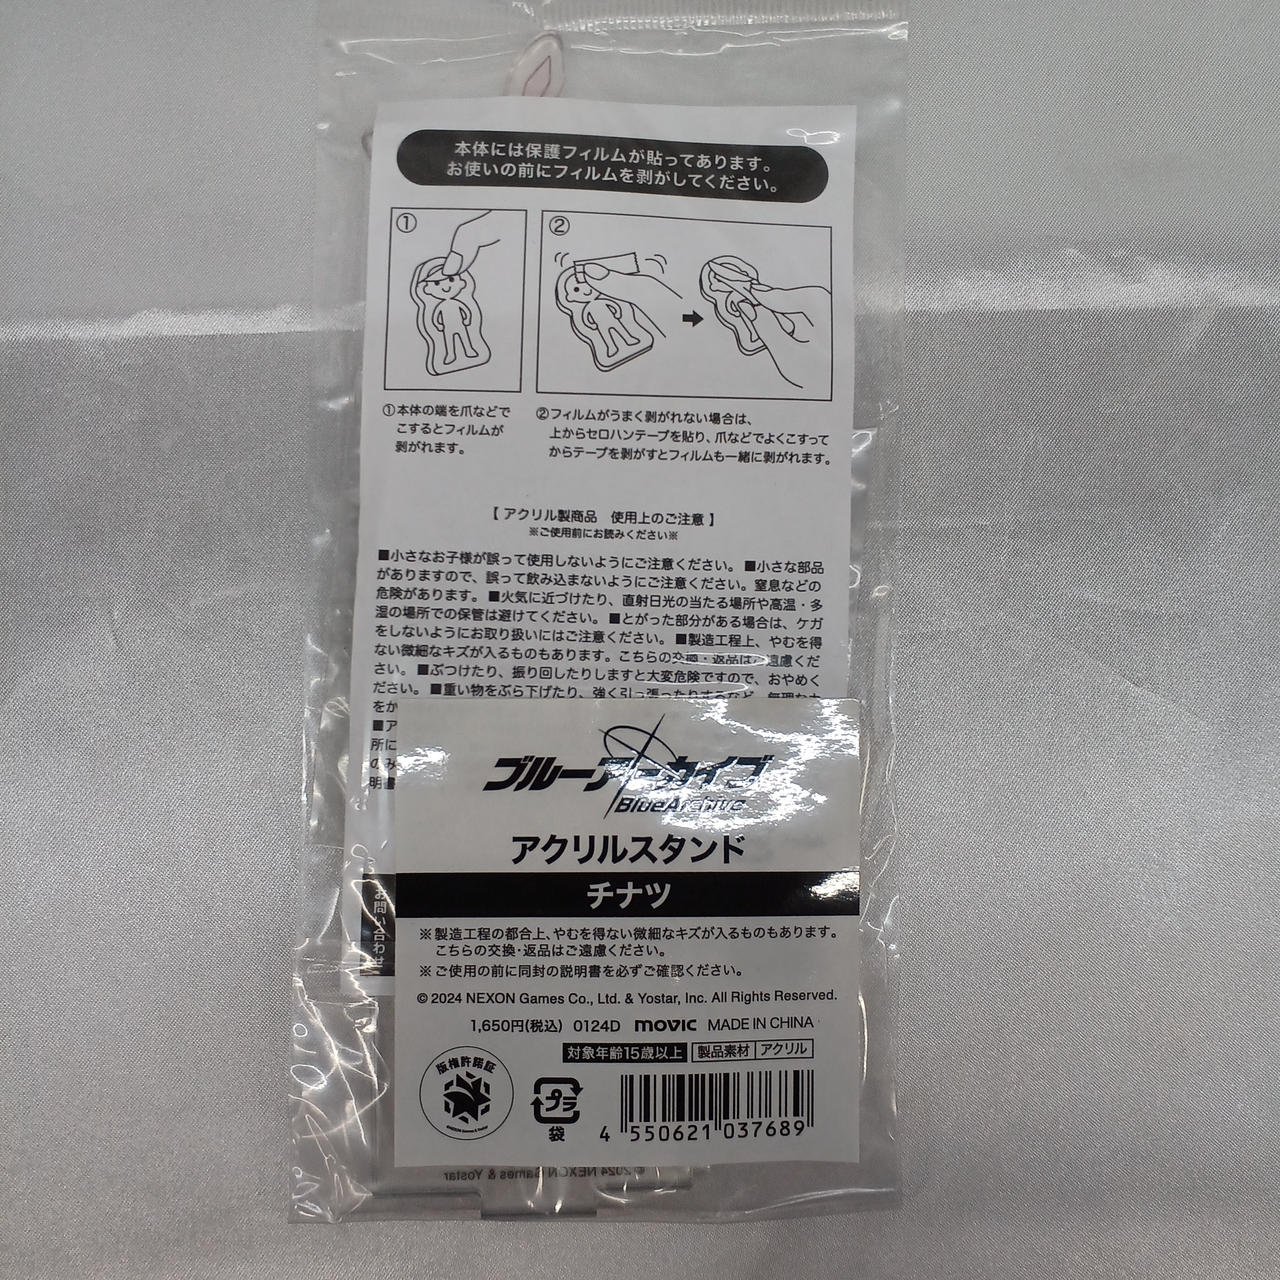 本体には保護フィルムが貼ってあります。
お使いの前にフィルムを剥がしてください。
①
②
①本体の端を爪などで
こするとフィルムが
剥がれます。
②フィルムがうまく剥がれない場合は、
上からセロハンテープを貼り、爪などでよくこすって
からテープを剥がすとフィルムも一緒に剥がれます。
【 アクリル製商品 使用上のご注意 】
※ご使用前にお読みください※
■小さなお子様が誤って使用しないようにご注意ください。 ■小さな部品
がありますので、誤って飲み込まないようにご注意ください。窒息などの
危険があります。 ■火気に近づけたり、直射日光の当たる場所や高温・多
湿の場所での保管は避けてください。 ■とがった部分がある場合は、ケガ
をしないようにお取り扱いにはご注意ください。 ■製造工程上、やむを得
ない微細なキズが入るものもあります。こちらの交換・返品はご遠慮くだ
さい。 ■ぶつけたり、振り回したりしますと大変危険ですので、おやめく
ださい。 ■重い物をぶら下げたり、強く引っ張ったりするなど、無理な力
をか
■ア
所に
のみ
明書
お問い合わせ
ブルーアーカイブ
BlueArchive
アクリルスタンド
チナツ
※製造工程の都合上、やむを得ない微細なキズが入るものもあります。
こちらの交換・返品はご遠慮ください。
※ご使用の前に同封の説明書を必ずご確認ください。
© 2024 NEXON Games Co., Ltd. & Yostar, Inc. All Rights Reserved.
1,650円(税込) 0124D movic MADE IN CHINA
対象年齢15歳以上 製品素材 アクリル
版権許諾証
©NEXON Games & Yostar
プラ
袋
4 550621 037689
© 2024 NEXON Games & Yostar